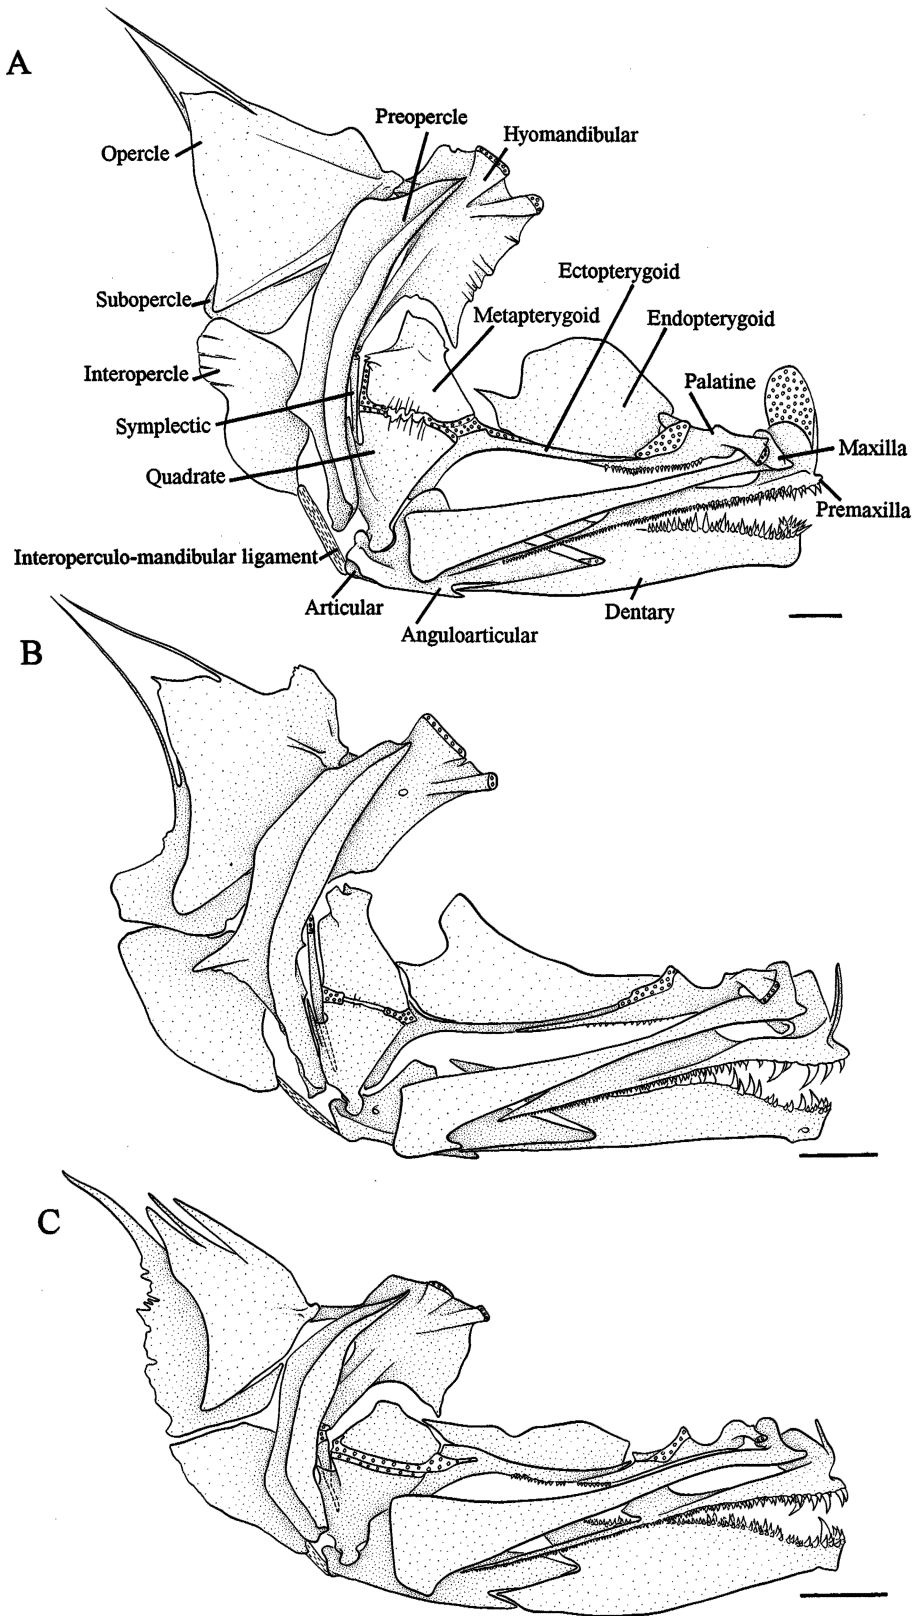 A
Preopercle
Hyomandibular
Opercle
Ectopterygoid
Subopercle
Metapterygoid
Endopterygoid
Interopercle
Palatine
Symplectic
Maxilla
Quadrate
Premaxilla
Interoperculo-mandibular ligament
Articular
Dentary
Anguloarticular
B
C